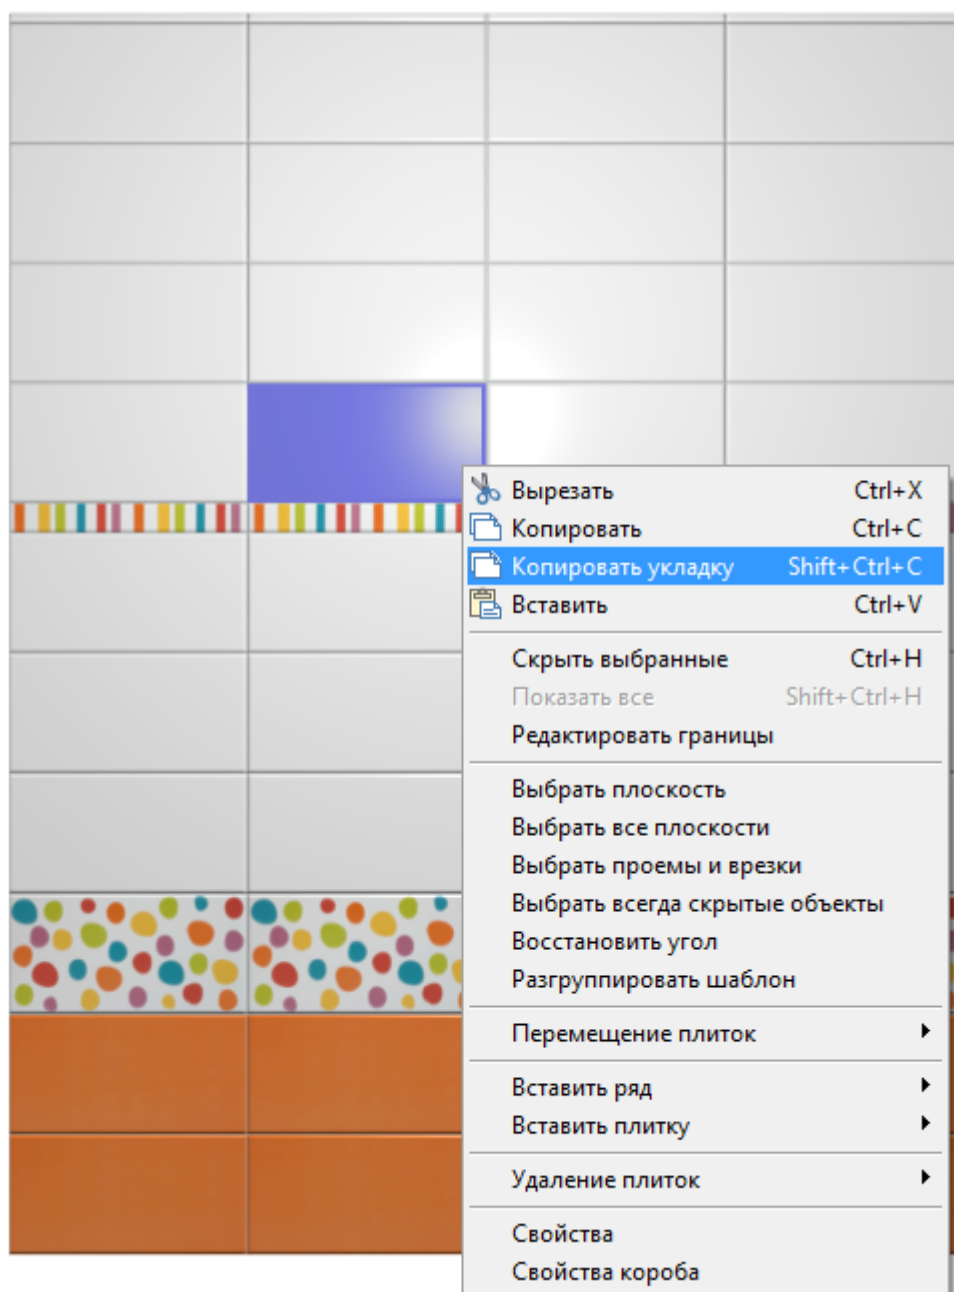 Вырезать Ctrl+X
Копировать Ctrl+C
Копировать укладку Shift+Ctrl+C
Вставить Ctrl+V
Скрыть выбранные Ctrl+H
Показать все Shift+Ctrl+H
Редактировать границы
Выбрать плоскость
Выбрать все плоскости
Выбрать проемы и врезки
Выбрать всегда скрытые объекты
Восстановить угол
Разгруппировать шаблон
Перемещение плиток
Вставить ряд
Вставить плитку
Удаление плиток
Свойства
Свойства короба